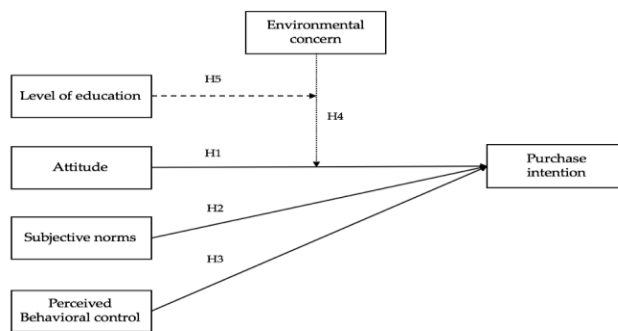 Environmental
concern
H5
Level of education
H4
H1
Attitude
Purchase
intention
H2
Subjective norms
H3
Perceived
Behavioral control